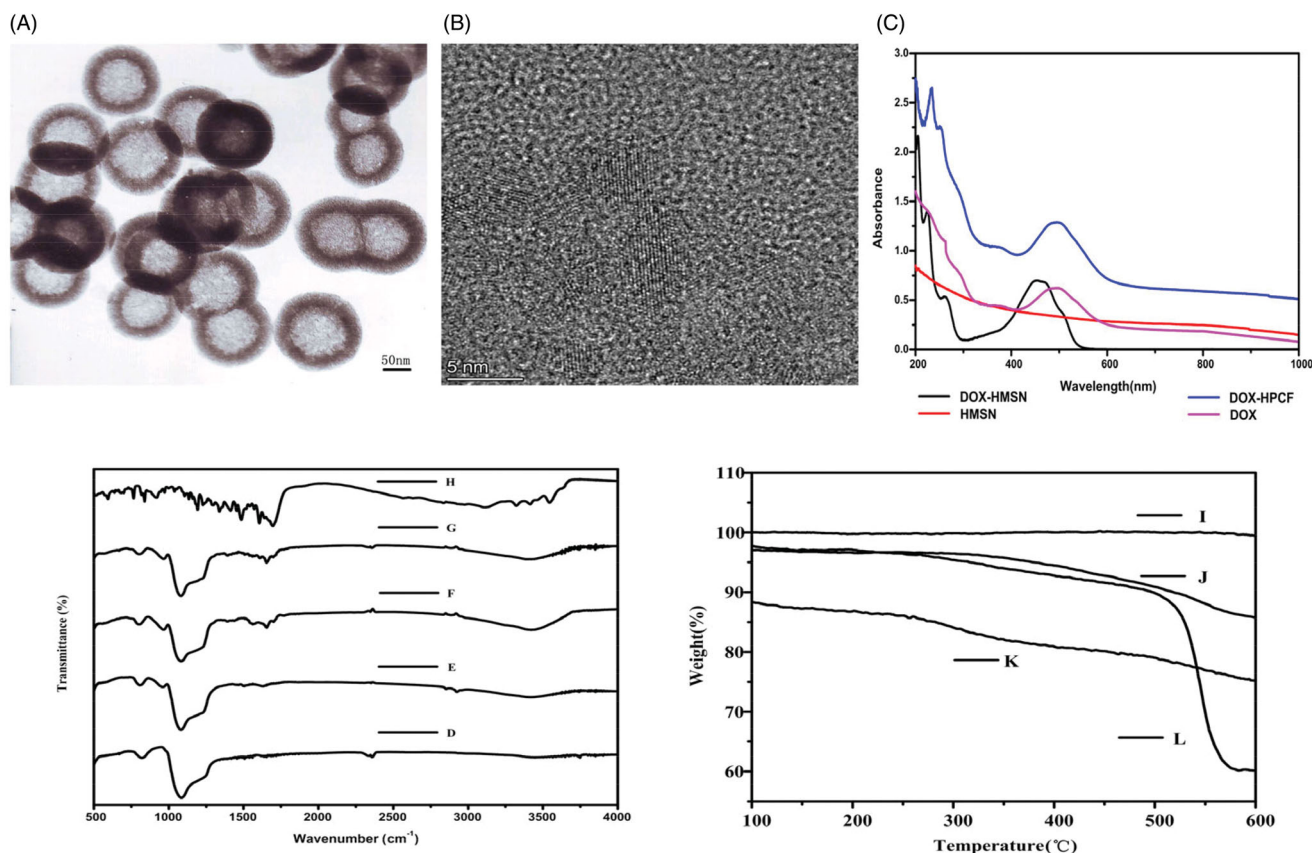 (A)
(B)
(C)
50nm
5 nm
3.0
2.5
2.0
1.5
1.0
0.5
0.0
Absorbance
200 400 600 800 1000
Wavelength(nm)
DOX-HMSN DOX-HPCF
HMSN DOX
H
G
F
E
D
Transmittance (%)
500 1000 1500 2000 2500 3000 3500 4000
Wavenumber (cm⁻¹)
110
100
90
80
70
60
Weight(%)
I
J
K
L
100 200 300 400 500 600
Temperature(℃)